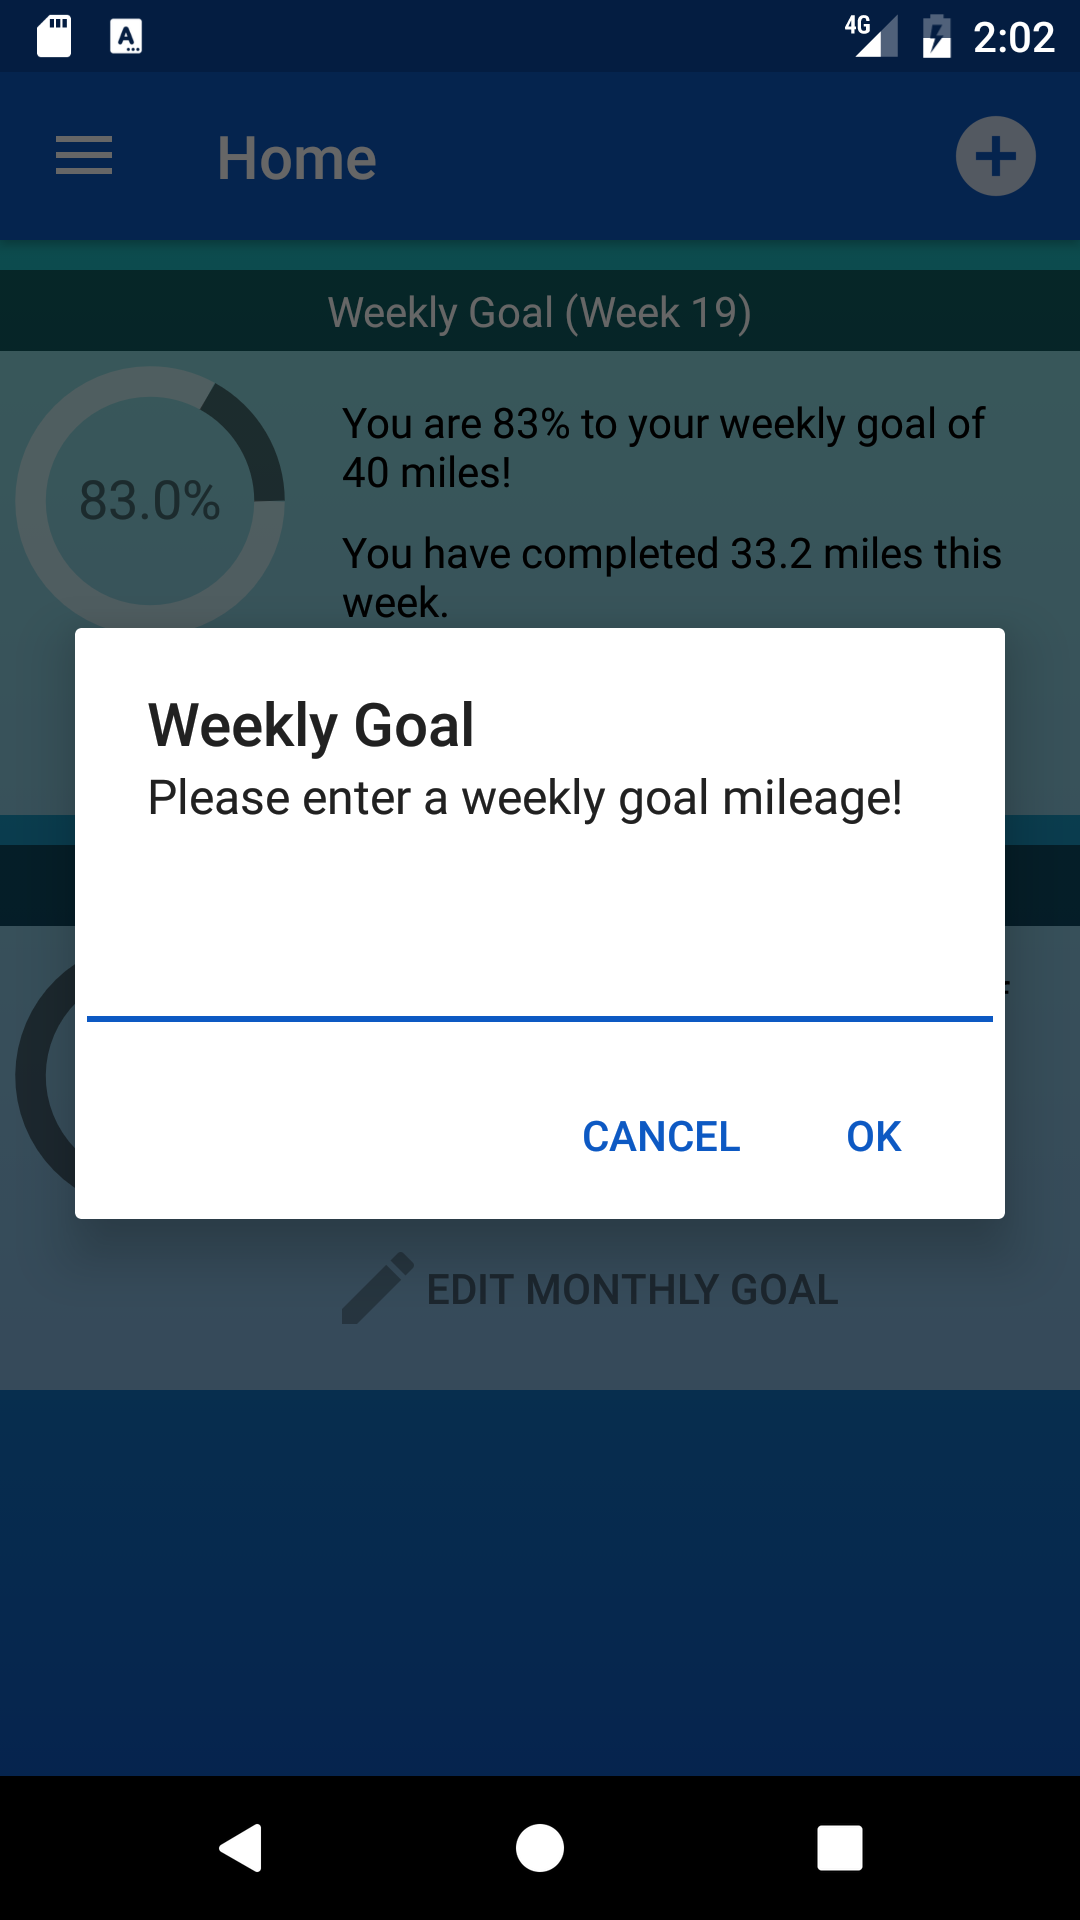 4G 2:02
Home
Weekly Goal (Week 19)
You are 83% to your weekly goal of
40 miles!
83.0%
You have completed 33.2 miles this
week.
Weekly Goal
Please enter a weekly goal mileage!
CANCEL OK
EDIT MONTHLY GOAL